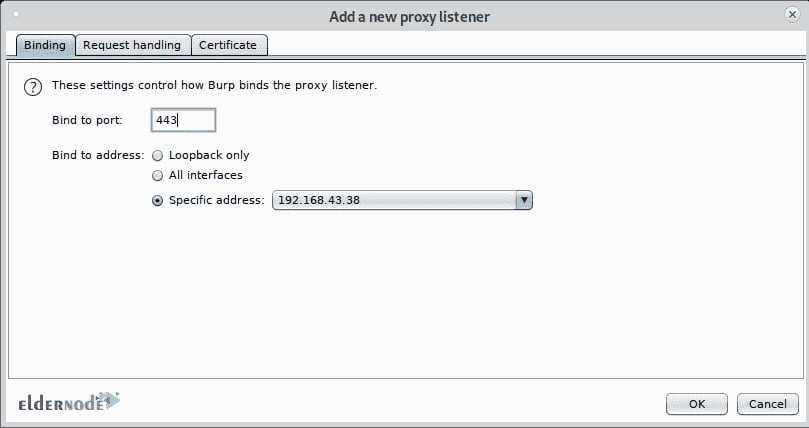 Add a new proxy listener
Binding Request handling Certificate
? These settings control how Burp binds the proxy listener.
Bind to port: 443
Bind to address: Loopback only
All interfaces
Specific address: 192.168.43.38
ELDERNODE
OK Cancel